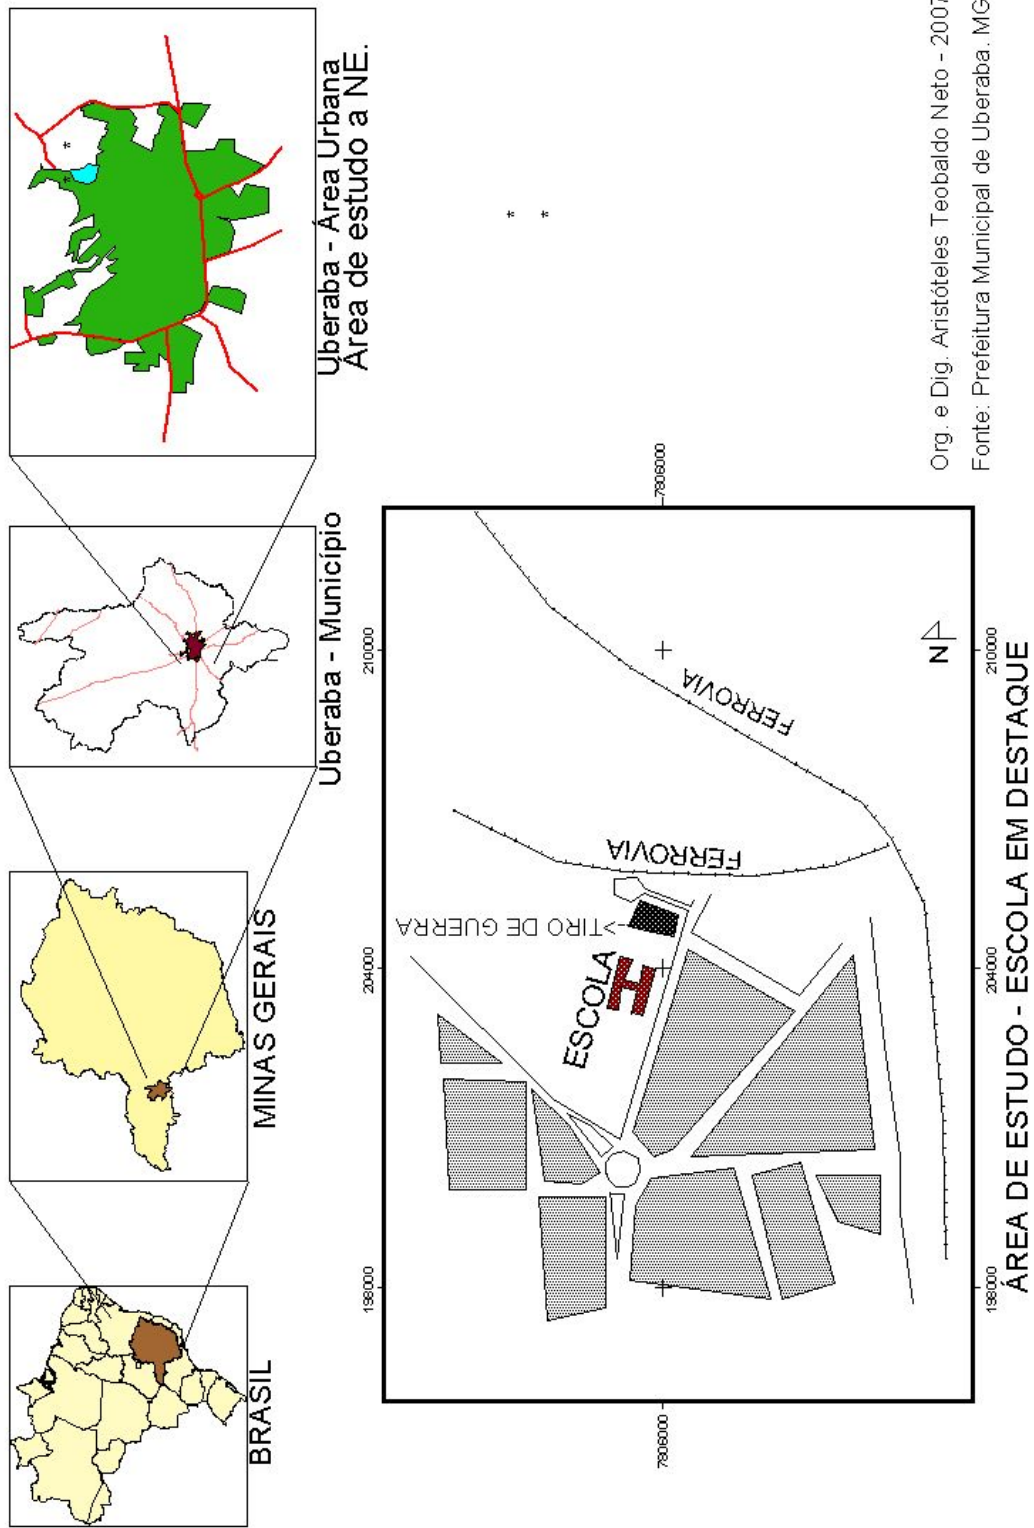 BRASIL
MINAS GERAIS
Uberaba - Município
Uberaba - Área Urbana
Área de estudo a NE.
*
*
198000
204000
210000
7806000
7806000
ESCOLA
->TIRO DE GUERRA
FERROVIA
FERROVIA
N
198000
204000
210000
ÁREA DE ESTUDO - ESCOLA EM DESTAQUE
*
*
Org. e Dig. Aristóteles Teobaldo Neto - 2007
Fonte: Prefeitura Municipal de Uberaba. MG